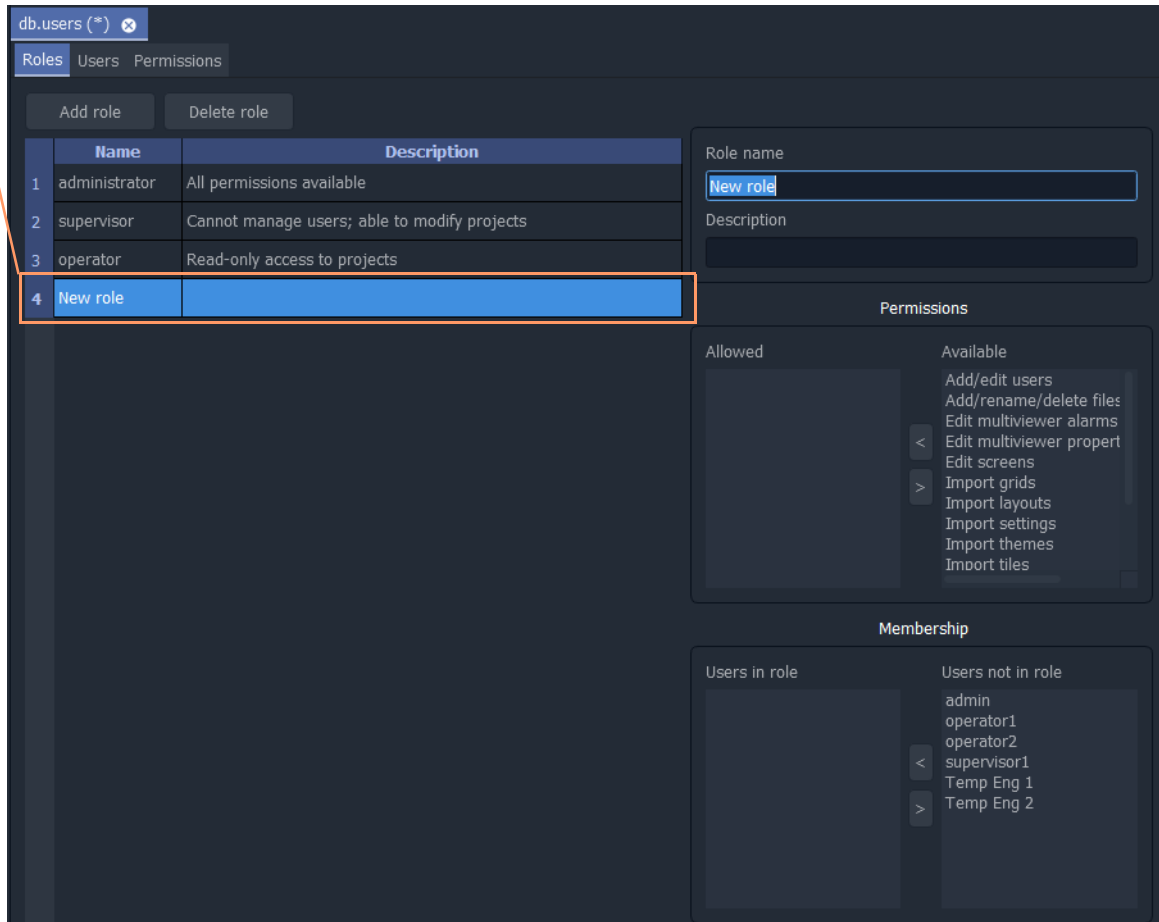 db.users (*)
Roles Users Permissions
Add role Delete role
Name Description
1 administrator All permissions available
2 supervisor Cannot manage users; able to modify projects
3 operator Read-only access to projects
4 New role
Role name
New role
Description
Permissions
Allowed
<
>
Available
Add/edit users
Add/rename/delete files
Edit multiviewer alarms
Edit multiviewer propert
Edit screens
Import grids
Import layouts
Import settings
Import themes
Import tiles
Membership
Users in role
<
>
Users not in role
admin
operator1
operator2
supervisor1
Temp Eng 1
Temp Eng 2